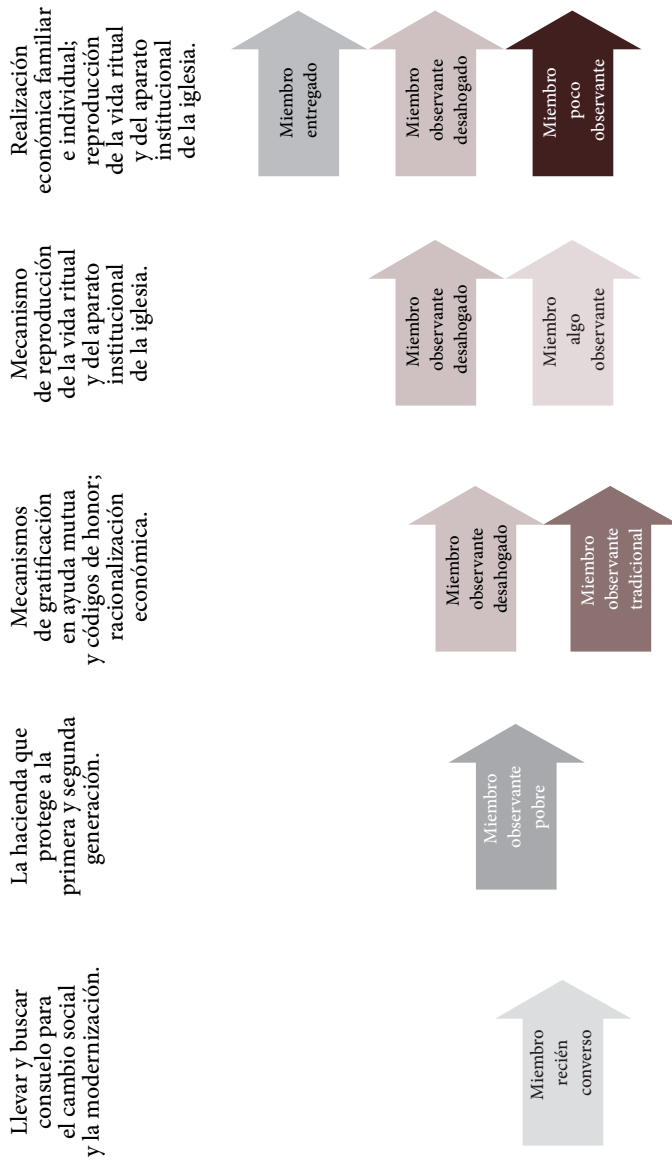 Llevar y buscar
consuelo para
el cambio social
y la modernización.
La hacienda que
protege a la
primera y segunda
generación.
Mecanismos
de gratificación
en ayuda mutua
y códigos de honor;
racionalización
económica.
Mecanismo
de reproducción
de la vida ritual
y del aparato
institucional
de la iglesia.
Realización
económica familiar
e individual;
reproducción
de la vida ritual
y del aparato
institucional
de la iglesia.
Miembro
recién
converso
Miembro
observante
pobre
Miembro
observante
desahogado
Miembro
observante
tradicional
Miembro
observante
desahogado
Miembro
algo
observante
Miembro
entregado
Miembro
observante
desahogado
Miembro
poco
observante